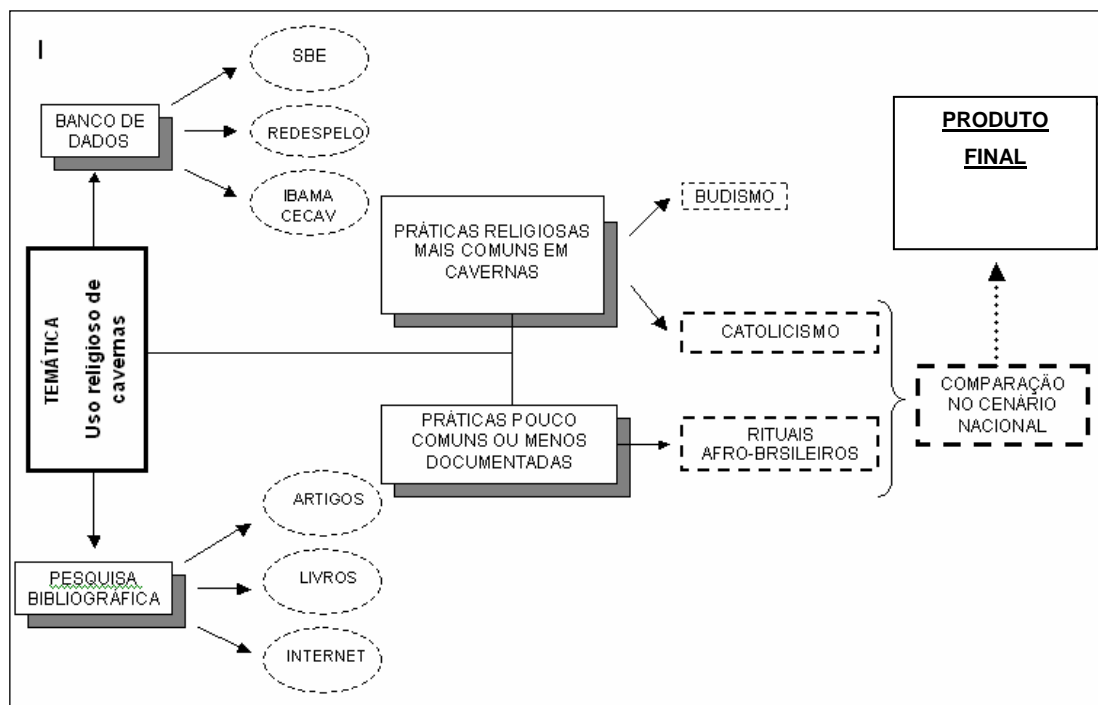 I
SBE
BANCO DE
DADOS
REDESPELO
IBAMA
CECAV
PRODUTO
FINAL
PRÁTICAS RELIGIOSAS
MAIS COMUNS EM
CAVERNAS
BUDISMO
TEMÁTICA
Uso religioso de
cavernas
CATOLICISMO
COMPARAÇÃO
NO CENÁRIO
NACIONAL
PRÁTICAS POUCO
COMUNS OU MENOS
DOCUMENTADAS
RITUAIS
AFRO-BRSILEIROS
ARTIGOS
PESQUISA
BIBLIOGRÁFICA
LIVROS
INTERNET